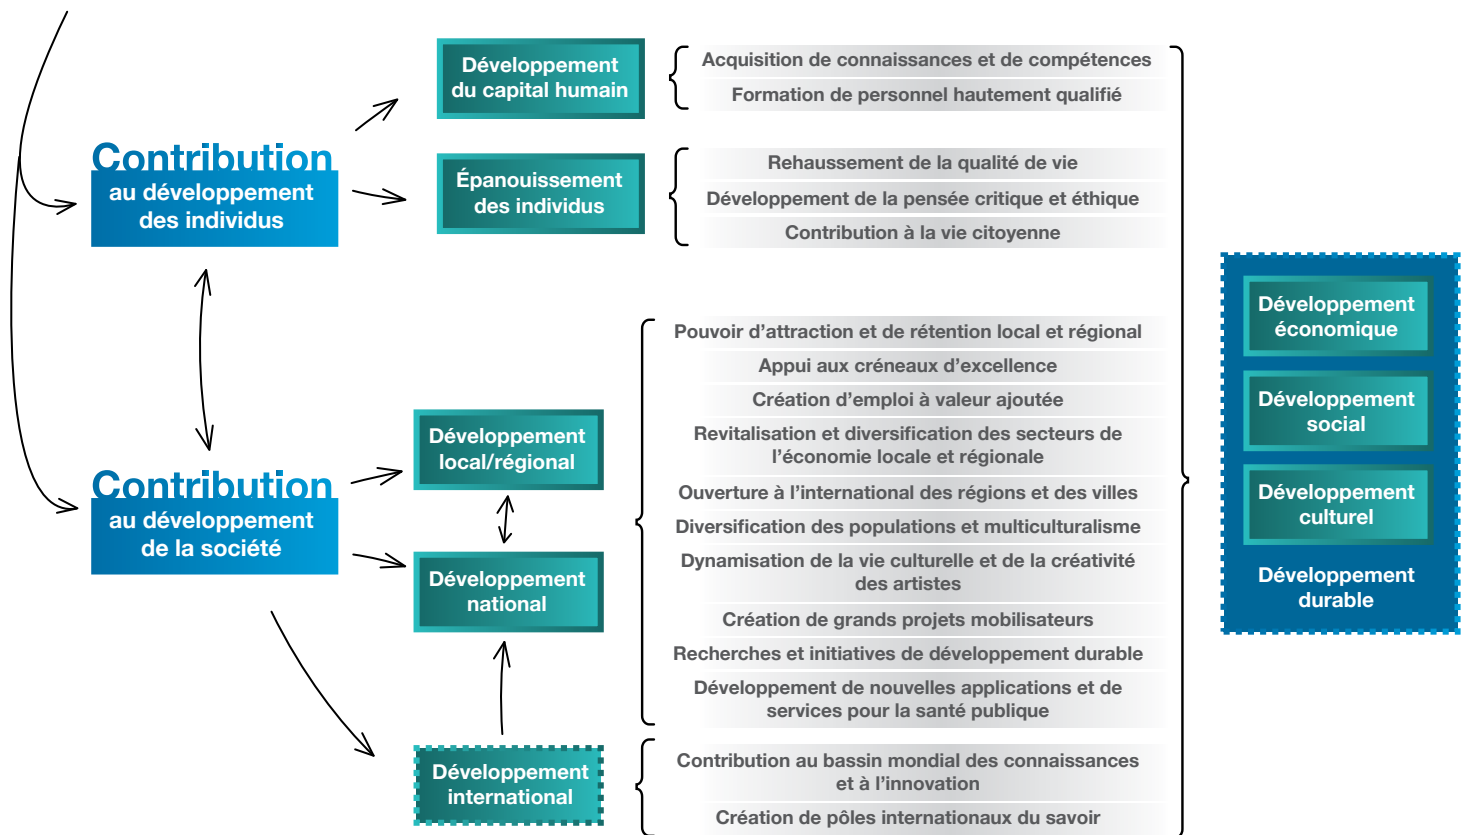 Développement
du capital humain
Acquisition de connaissances et de compétences
Formation de personnel hautement qualifié
Contribution
au développement
des individus
Épanouissement
des individus
Rehaussement de la qualité de vie
Développement de la pensée critique et éthique
Contribution à la vie citoyenne
Contribution
au développement
de la société
Développement
local/régional
Développement
national
Pouvoir d’attraction et de rétention local et régional
Appui aux créneaux d’excellence
Création d’emploi à valeur ajoutée
Revitalisation et diversification des secteurs de
l’économie locale et régionale
Ouverture à l’international des régions et des villes
Diversification des populations et multiculturalisme
Dynamisation de la vie culturelle et de la créativité
des artistes
Création de grands projets mobilisateurs
Recherches et initiatives de développement durable
Développement de nouvelles applications et de
services pour la santé publique
Développement
international
Contribution au bassin mondial des connaissances
et à l’innovation
Création de pôles internationaux du savoir
Développement
économique
Développement
social
Développement
culturel
Développement
durable